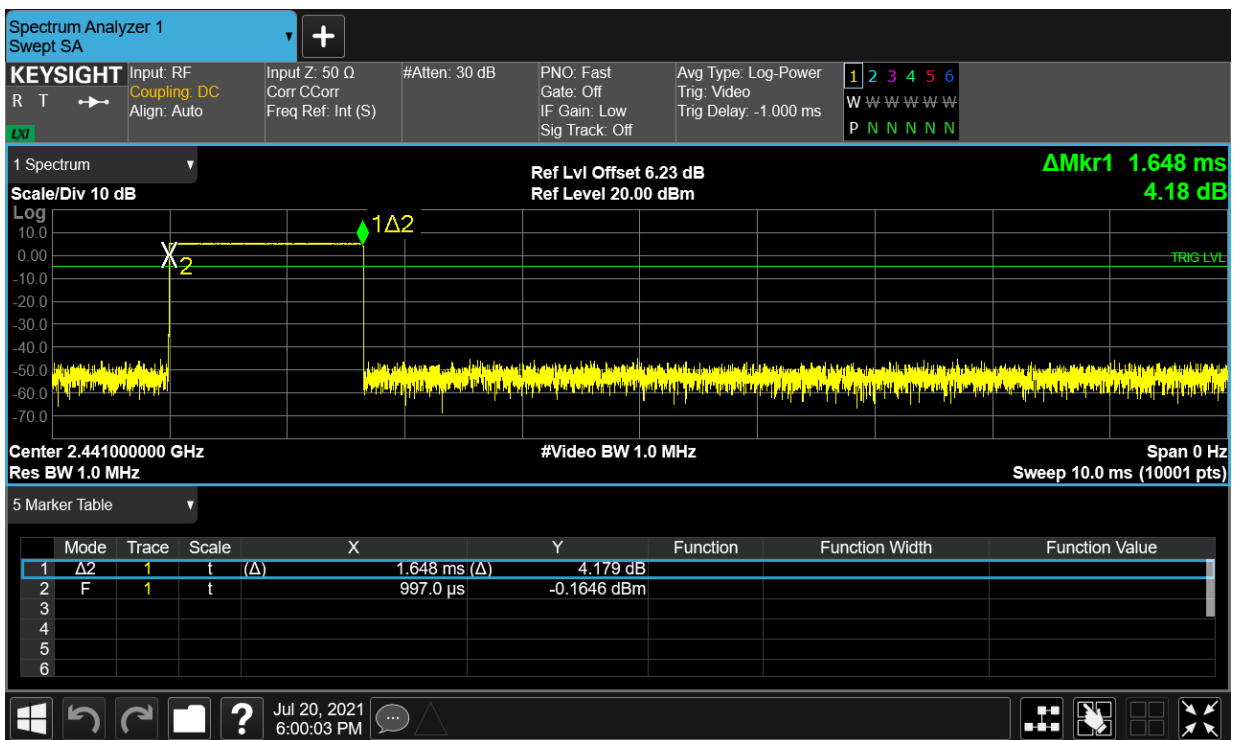 Spectrum Analyzer 1
Swept SA
+
KEYSIGHT Input: RF Input Z: 50 Ω #Atten: 30 dB PNO: Fast Avg Type: Log-Power 1 2 3 4 5 6
R T Coupling: DC Corr CCorr Gate: Off Trig: Video W W W W W W
Align: Auto Freq Ref: Int (S) IF Gain: Low Trig Delay: -1.000 ms P N N N N N
LXI Sig Track: Off
1 Spectrum Ref Lvl Offset 6.23 dB ΔMkr1 1.648 ms
Scale/Div 10 dB Ref Level 20.00 dBm 4.18 dB
Log
1Δ2
10.0
0.00 X2 TRIG LVL
-10.0
-20.0
-30.0
-40.0
-50.0
-60.0
-70.0
Center 2.441000000 GHz #Video BW 1.0 MHz Span 0 Hz
Res BW 1.0 MHz Sweep 10.0 ms (10001 pts)
5 Marker Table
Mode Trace Scale X Y Function Function Width Function Value
1 Δ2 1 t (Δ) 1.648 ms (Δ) 4.179 dB
2 F 1 t 997.0 µs -0.1646 dBm
3
4
5
6
? Jul 20, 2021
6:00:03 PM